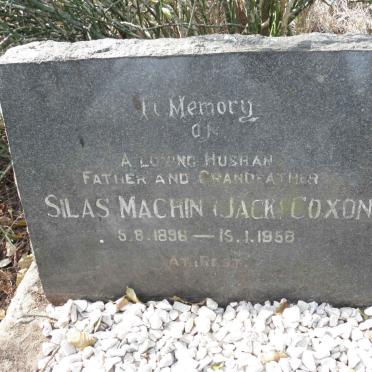 In Memory
of
A Loving Husband
Father and Grandfather
Silas Machin (Jack) Coxon
5.8.1896 — 15.1.1958
At Rest